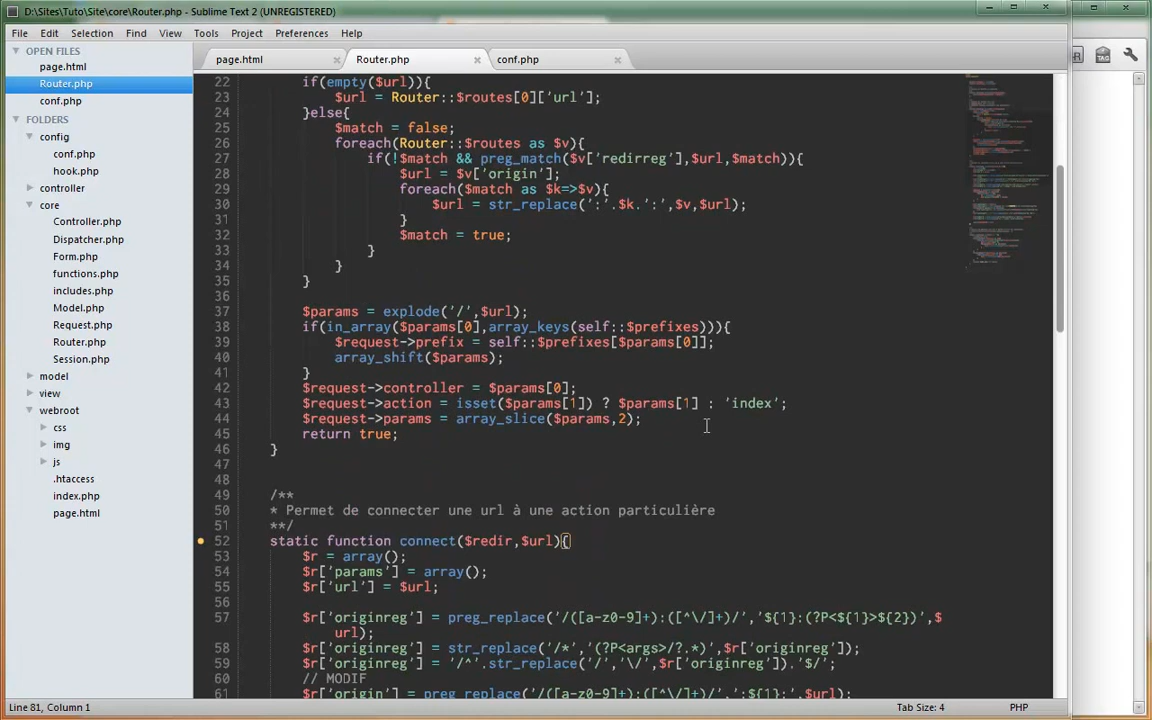 D:\Sites\Tuto\Site\core\Router.php - Sublime Text 2 (UNREGISTERED)
File Edit Selection Find View Tools Project Preferences Help
OPEN FILES
page.html
Router.php
conf.php
FOLDERS
config
conf.php
hook.php
controller
core
Controller.php
Dispatcher.php
Form.php
functions.php
includes.php
Model.php
Request.php
Router.php
Session.php
model
view
webroot
css
img
js
.htaccess
index.php
page.html
page.html × Router.php × conf.php ×
22 if(empty($url)){
23 $url = Router::$routes[0]['url'];
24 }else{
25 $match = false;
26 foreach(Router::$routes as $v){
27 if(!$match && preg_match($v['redirreg'],$url,$match)){
28 $url = $v['origin'];
29 foreach($match as $k=>$v){
30 $url = str_replace(':'.$k.':',$v,$url);
31 }
32 $match = true;
33 }
34 }
35 }
36
37 $params = explode('/',$url);
38 if(in_array($params[0],array_keys(self::$prefixes))){
39 $request->prefix = self::$prefixes[$params[0]];
40 array_shift($params);
41 }
42 $request->controller = $params[0];
43 $request->action = isset($params[1]) ? $params[1] : 'index';
44 $request->params = array_slice($params,2);
45 return true;
46 }
47
48
49 /**
50 * Permet de connecter une url à une action particulière
51 **/
52 static function connect($redir,$url){
53 $r = array();
54 $r['params'] = array();
55 $r['url'] = $url;
56
57 $r['originreg'] = preg_replace('/([a-z0-9]+):([^\/]+)/','${1}:(?P<${1}>${2})',$
url);
58 $r['originreg'] = str_replace('/*','(?P<args>/?.*)',$r['originreg']);
59 $r['originreg'] = '/^'.str_replace('/','\/',$r['originreg']).'$/';
60 // MODIF
61 $r['origin'] = preg_replace('/([a-z0-9]+):([^\/]+)/',':${1}:',$url);
Line 81, Column 1
Tab Size: 4
PHP